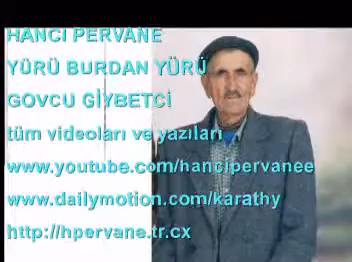 HANCI PERVANE
YÜRÜ BURDAN YÜRÜ
GOVCU GİYBETCİ
tüm videoları ve yazıları
www.youtube.com/hancipervanee
www.dailymotion.com/karathy
http://hpervane.tr.cx